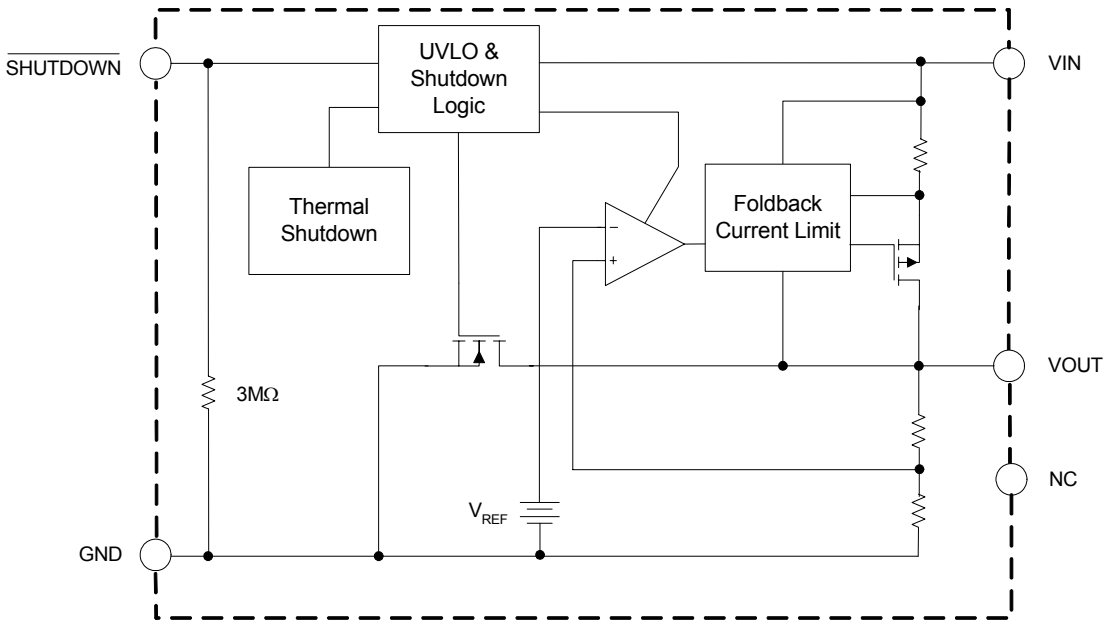 SHUTDOWN
UVLO &
Shutdown
Logic
VIN
Thermal
Shutdown
Foldback
Current Limit
−
+
VOUT
3MΩ
NC
VREF
GND